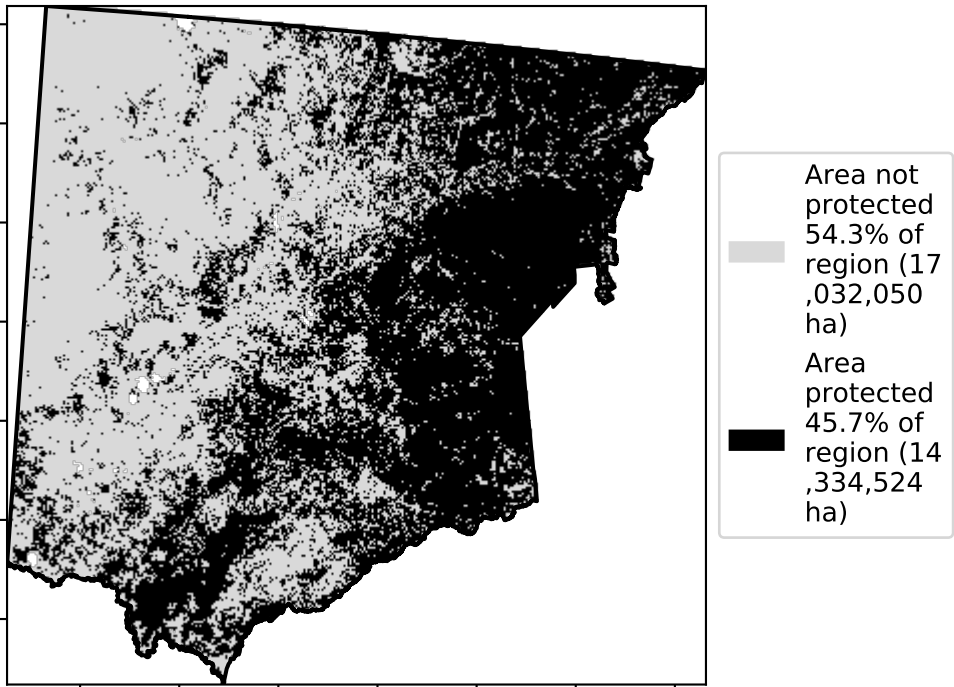 Area not
protected
54.3% of
region (17
,032,050
ha)
Area
protected
45.7% of
region (14
,334,524
ha)